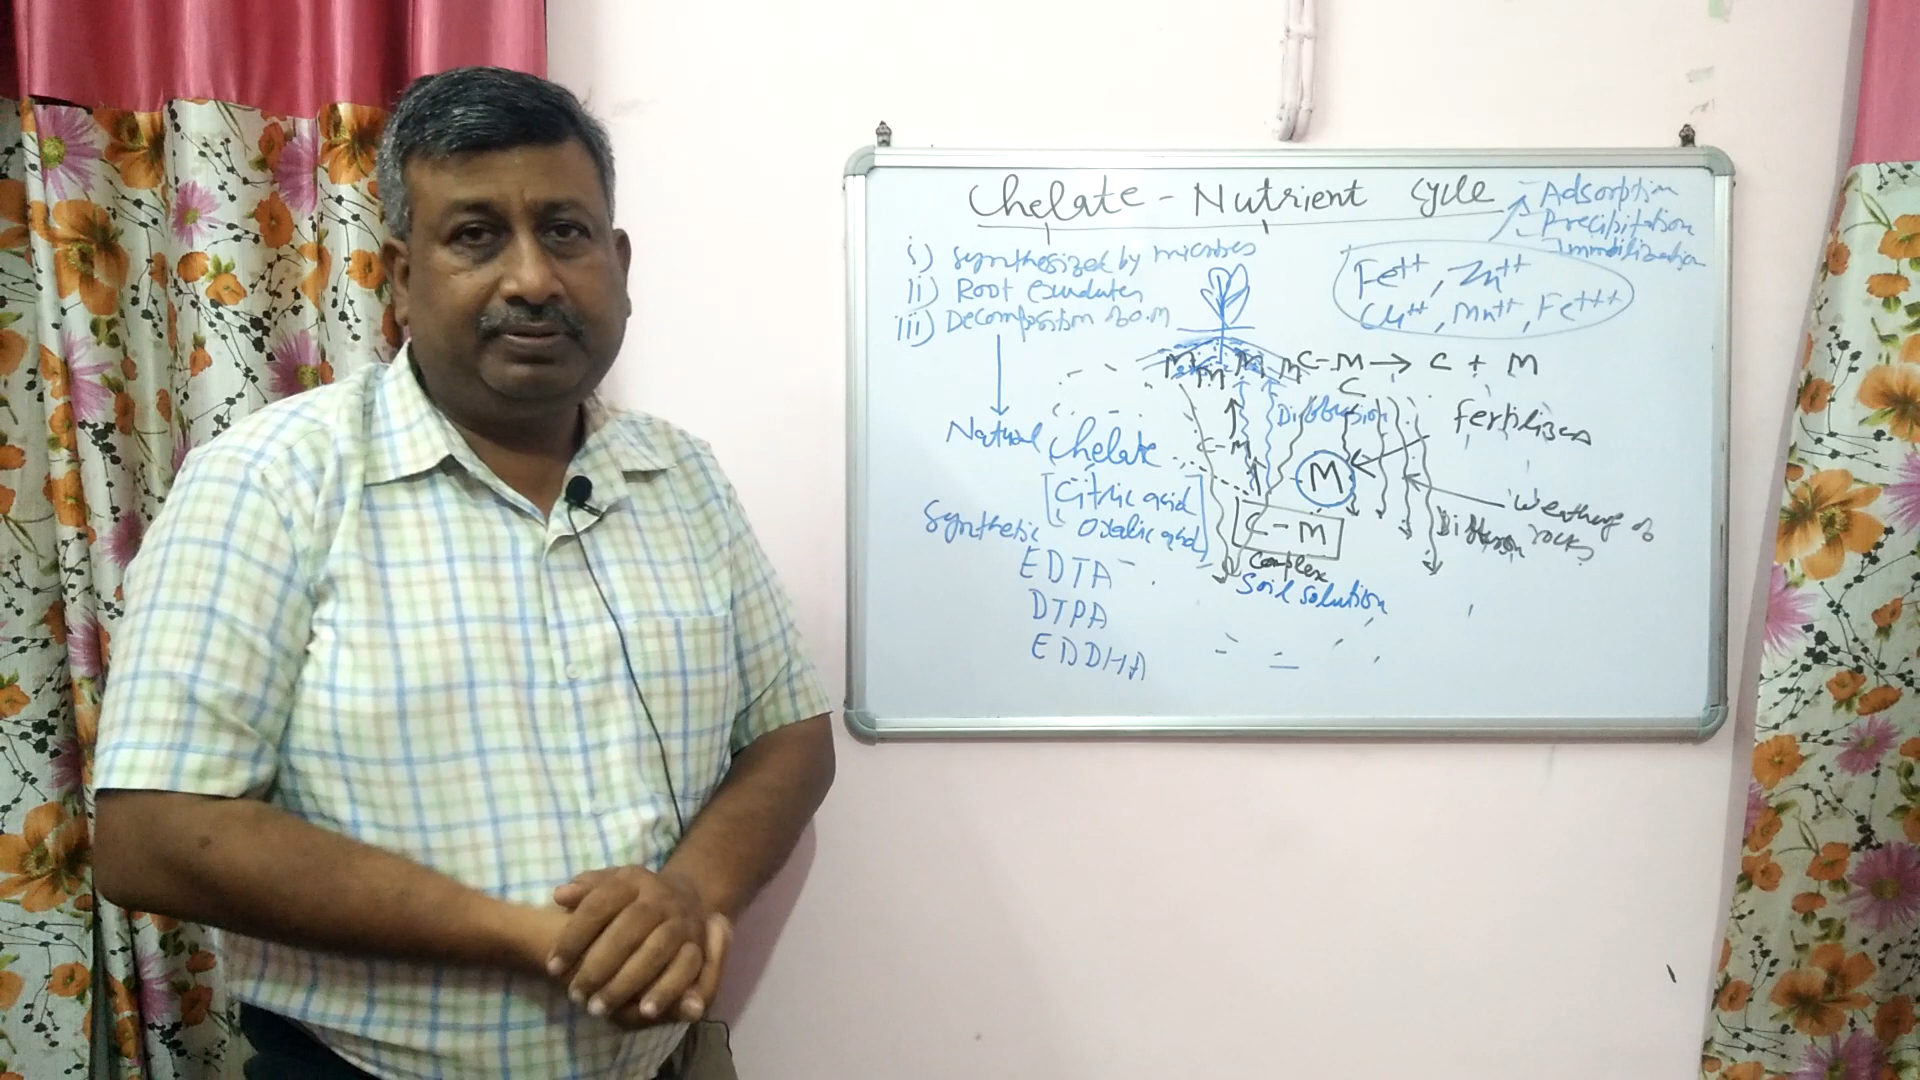 Chelate - Nutrient Cycle
- Adsorption
- Precipitation
- Immobilization
i) Synthesized by microbes
ii) Root exudates
iii) Decomposition of O.M
Fe++, Zn++
Cu++, Mn++, Fe+++
M M M M
C-M → C + M
C
Diffusion
Fertilizers
Natural Chelate
C-M
M
[Citric acid
Oxalic acid]
Synthetic
C-M
Complex
Soil solution
Weathering of
rocks
Diffusion
EDTA
DTPA
EDDHA